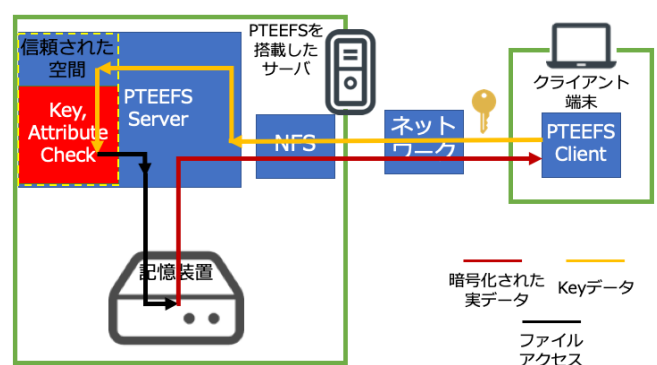 信頼された
空間
Key,
Attribute
Check
PTEEFS
Server
PTEEFSを
搭載した
サーバ
NFS
ネット
ワーク
クライアント
端末
PTEEFS
Client
記憶装置
暗号化された
実データ
Keyデータ
ファイル
アクセス